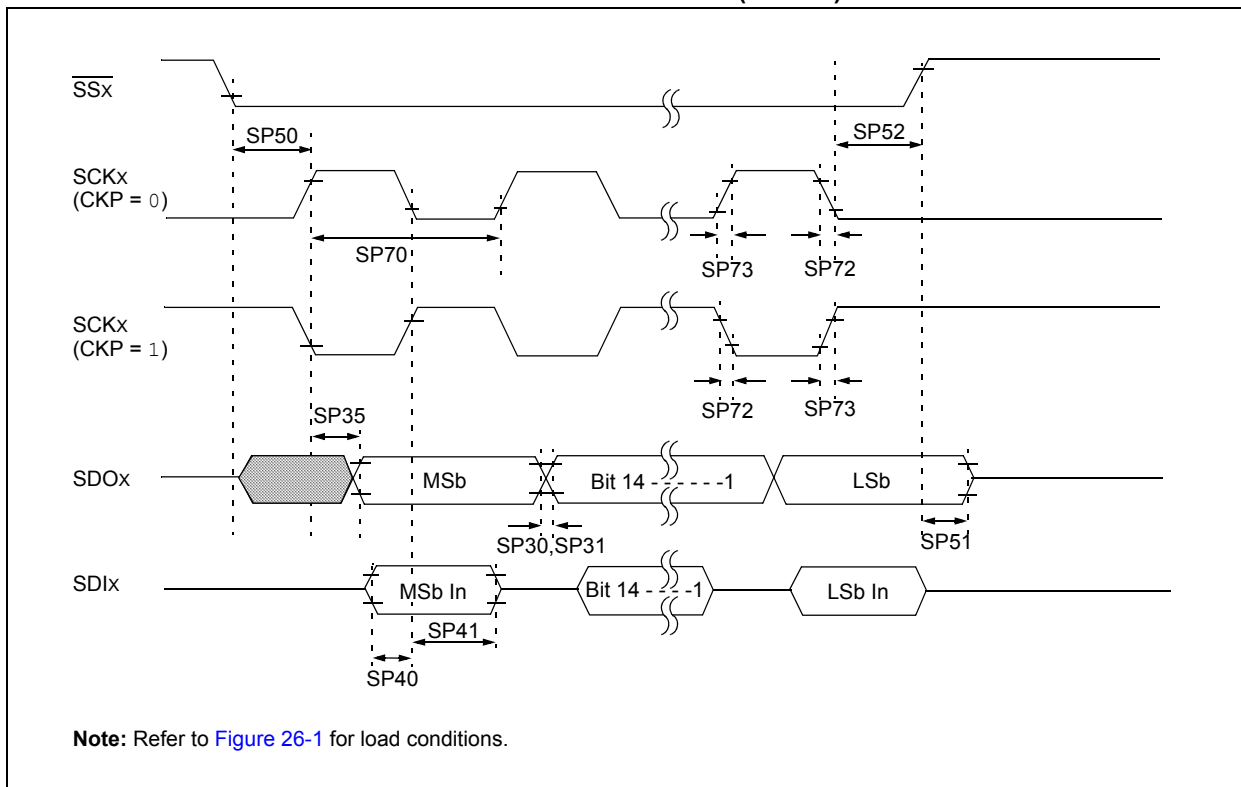 SSx
SP50
SP52
SCKx
(CKP = 0)
SP70
SP73
SP72
SCKx
(CKP = 1)
SP72
SP73
SP35
SDOx
MSb
Bit 14 - - - - - -1
LSb
SP30,SP31
SP51
SDIx
MSb In
Bit 14 - - - -1
LSb In
SP41
SP40
Note: Refer to Figure 26-1 for load conditions.